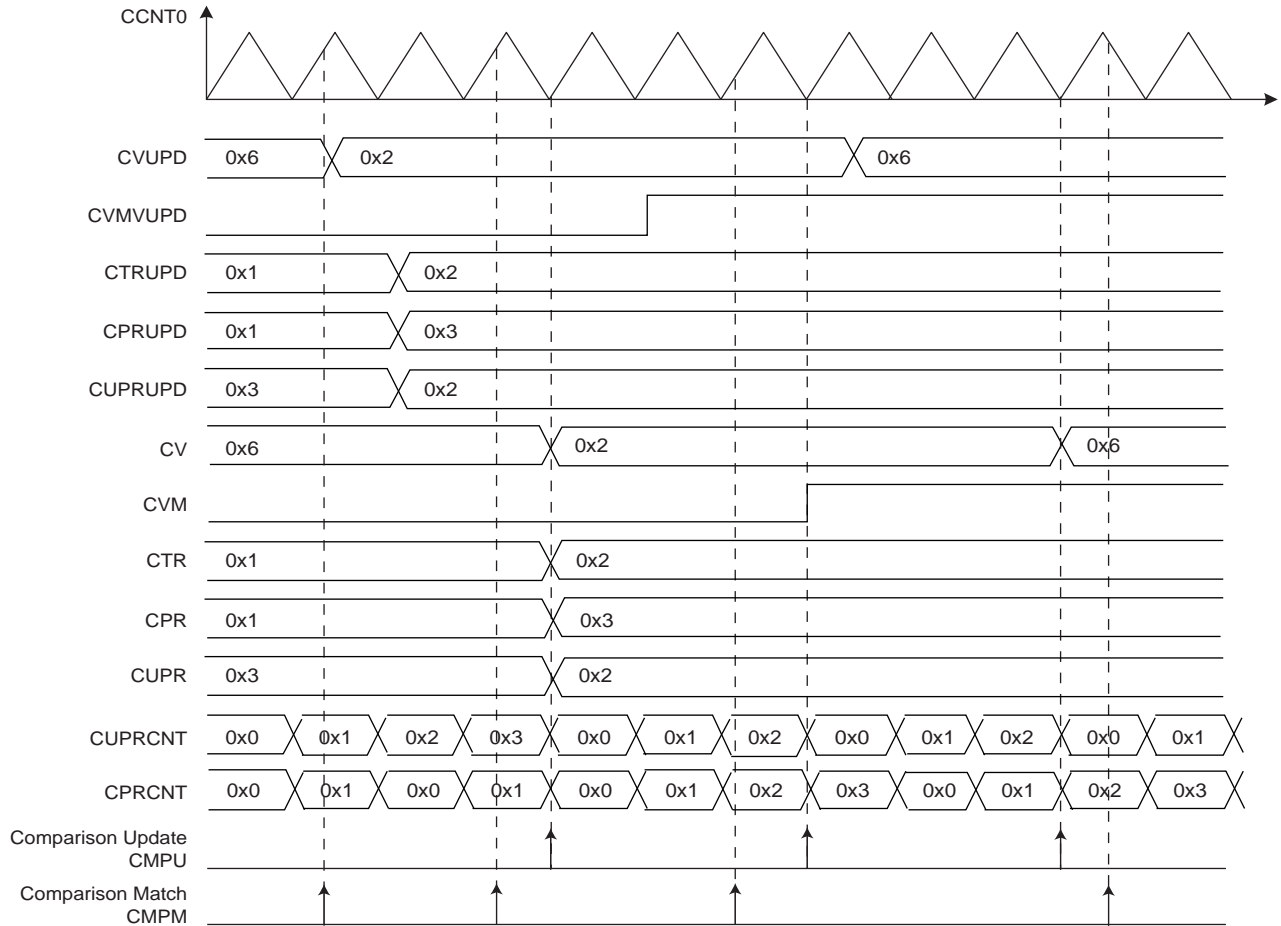 CCNT0
CVUPD 0x6 0x2 0x6
CVMVUPD
CTRUPD 0x1 0x2
CPRUPD 0x1 0x3
CUPRUPD 0x3 0x2
CV 0x6 0x2 0x6
CVM
CTR 0x1 0x2
CPR 0x1 0x3
CUPR 0x3 0x2
CUPRCNT 0x0 0x1 0x2 0x3 0x0 0x1 0x2 0x0 0x1 0x2 0x0 0x1
CPRCNT 0x0 0x1 0x0 0x1 0x0 0x1 0x2 0x3 0x0 0x1 0x2 0x3
Comparison Update
CMPU
Comparison Match
CMPM